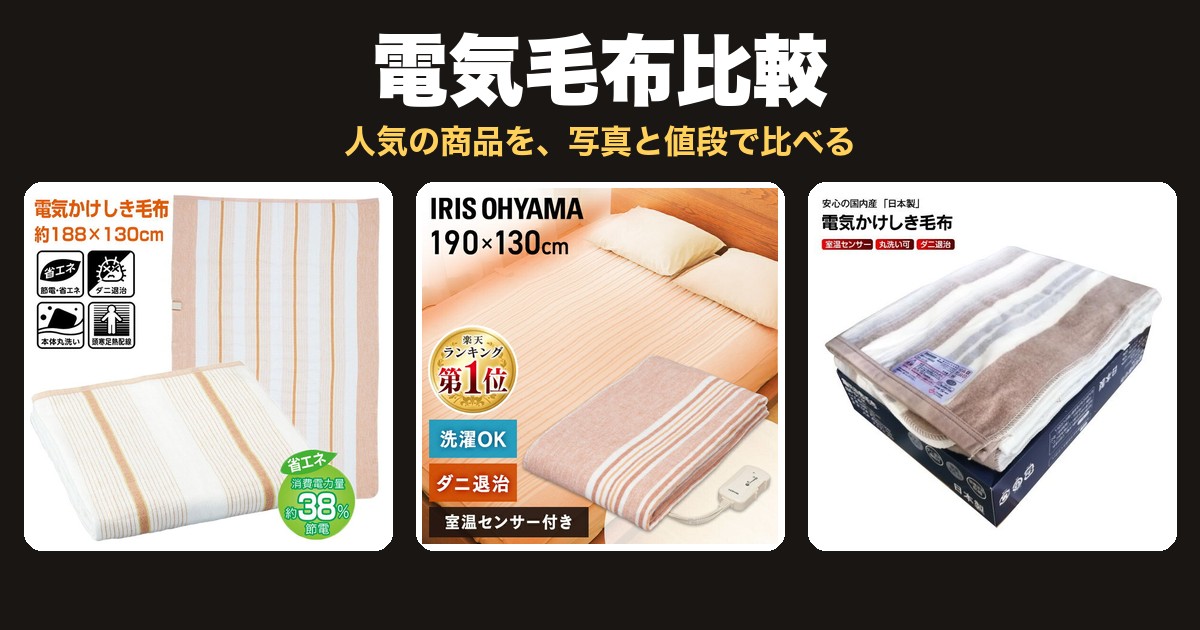 電気毛布比較
人気の商品を、写真と値段で比べる
電気かけしき毛布
約188×130cm
省エネ
節電・省エネ
ダニ退治
本体丸洗い
頭寒足熱配線
省エネ
消費電力量
約38%
節電
IRIS OHYAMA
190×130cm
楽天
ランキング
第1位
洗濯OK
ダニ退治
室温センサー付き
安心の国内産「日本製」
電気かけしき毛布
室温センサー 丸洗い可 ダニ退治
日本製
日本製